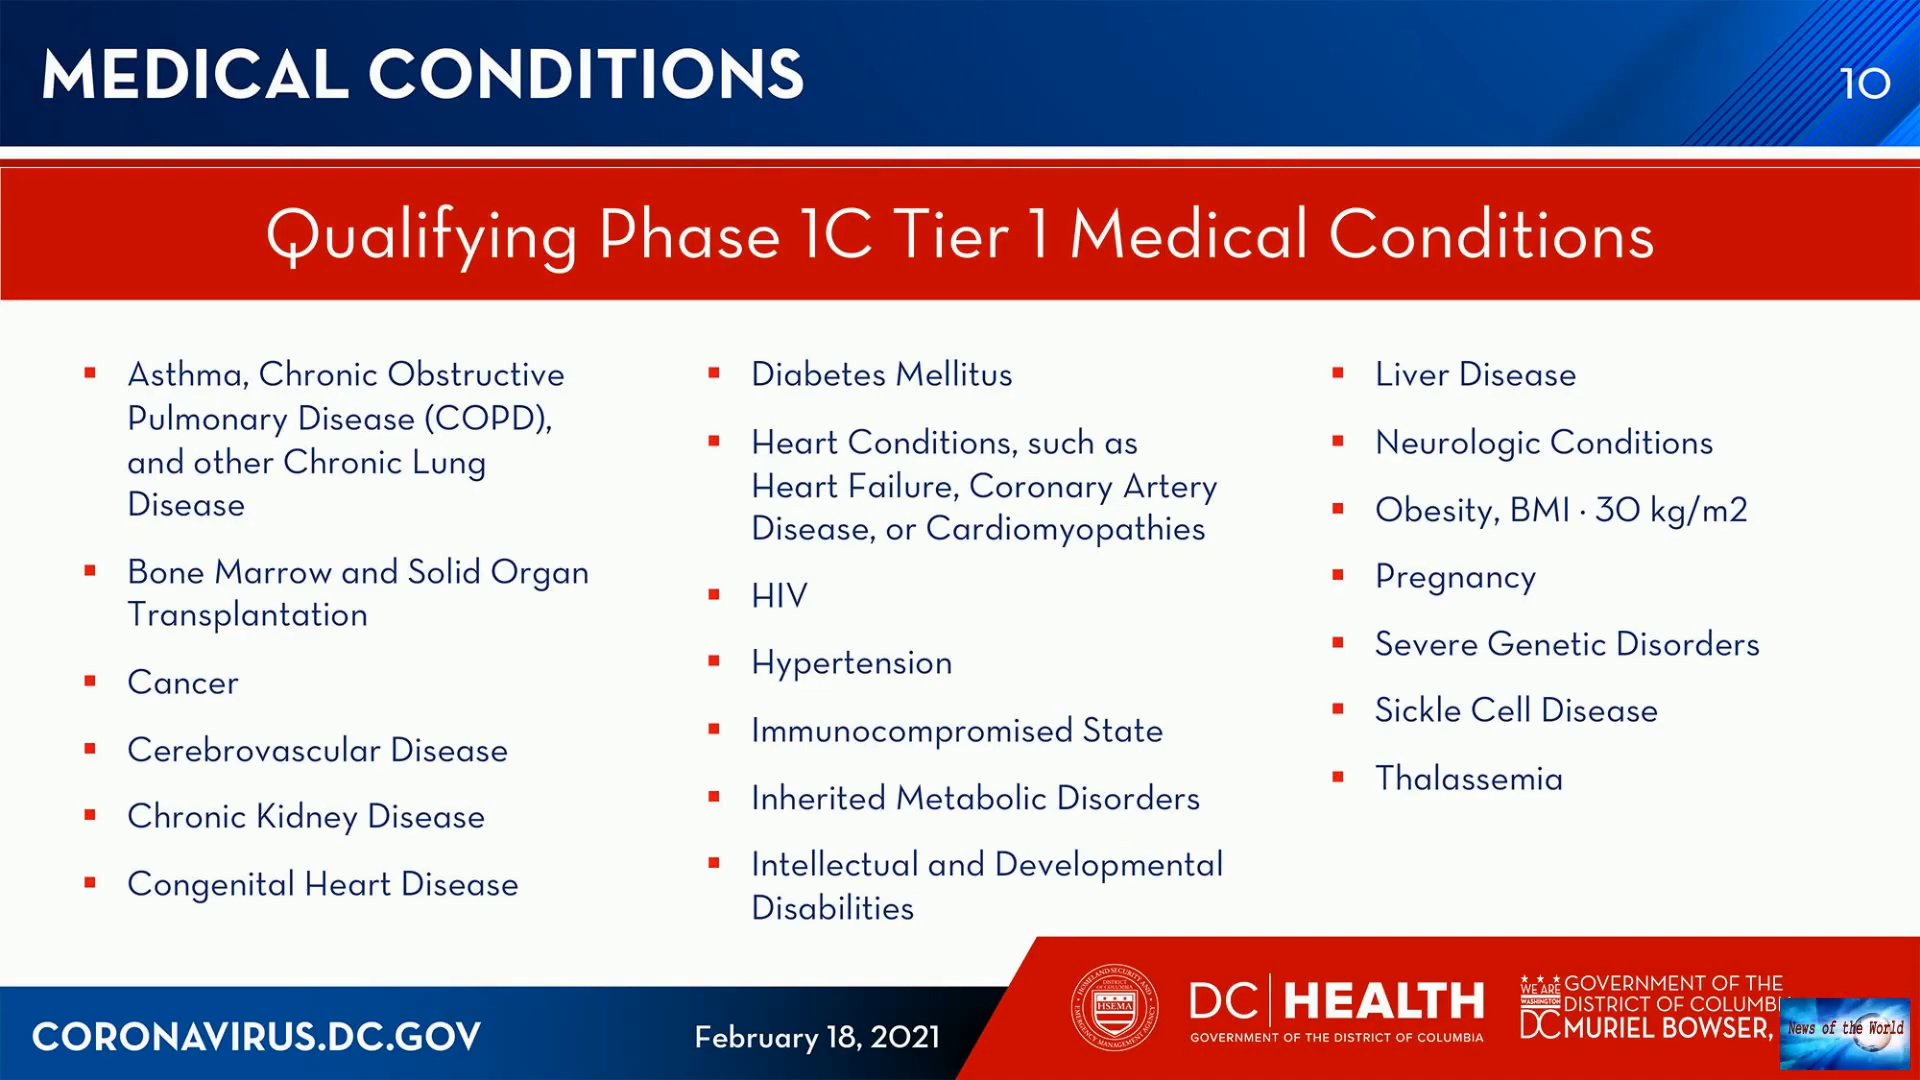 MEDICAL CONDITIONS
10
Qualifying Phase 1C Tier 1 Medical Conditions
▪ Asthma, Chronic Obstructive
Pulmonary Disease (COPD),
and other Chronic Lung
Disease
▪ Bone Marrow and Solid Organ
Transplantation
▪ Cancer
▪ Cerebrovascular Disease
▪ Chronic Kidney Disease
▪ Congenital Heart Disease
▪ Diabetes Mellitus
▪ Heart Conditions, such as
Heart Failure, Coronary Artery
Disease, or Cardiomyopathies
▪ HIV
▪ Hypertension
▪ Immunocompromised State
▪ Inherited Metabolic Disorders
▪ Intellectual and Developmental
Disabilities
▪ Liver Disease
▪ Neurologic Conditions
▪ Obesity, BMI · 30 kg/m2
▪ Pregnancy
▪ Severe Genetic Disorders
▪ Sickle Cell Disease
▪ Thalassemia
CORONAVIRUS.DC.GOV
February 18, 2021
HSEMA
DC HEALTH
GOVERNMENT OF THE DISTRICT OF COLUMBIA
WE ARE
WASHINGTON
DC
GOVERNMENT OF THE
DISTRICT OF COLUMBI
MURIEL BOWSER,
News of the World